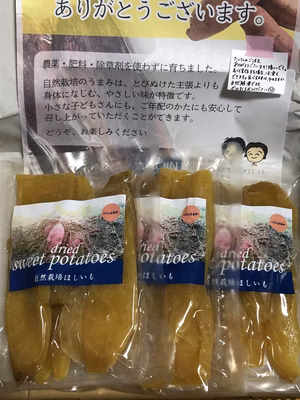 ありがとうございます。
農薬・肥料・除草剤を使わずに育ちました。
自然栽培のうまみは、とびぬけた主張よりも
身体になじむ、やさしい味が特徴です。
小さな子どもさんにも、ご年配のかたにも安心して
召し上がっていただくことができます。
どうぞ、お楽しみください
dried
sweet potatoes
自然栽培ほしいも
dried
sweet potatoes
自然栽培ほしいも
dried
sweet potatoes
自然栽培ほしいも